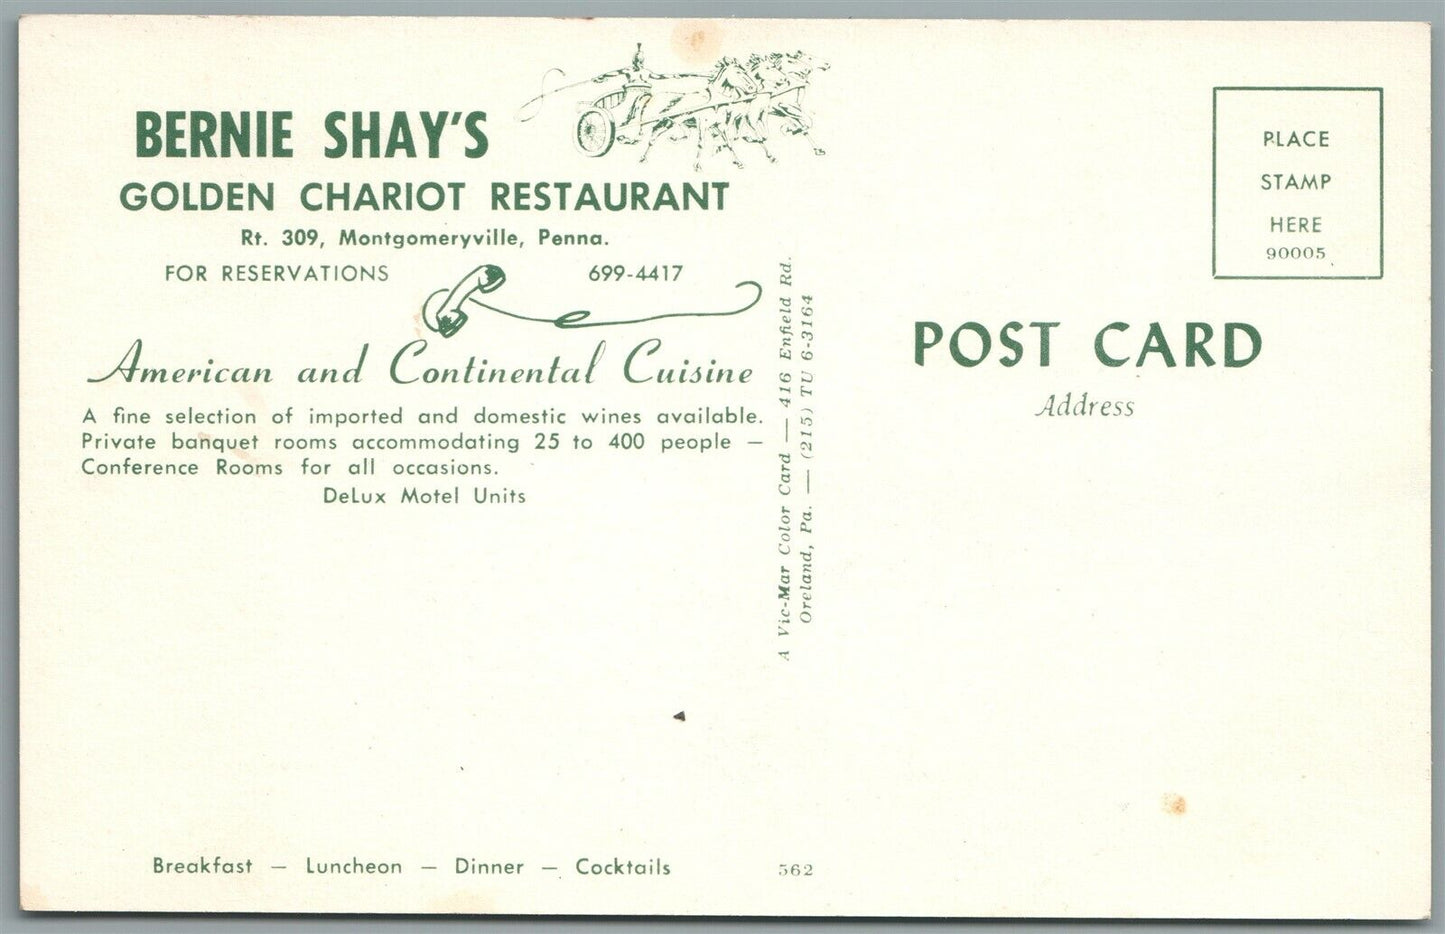 BERNIE SHAY'S
GOLDEN CHARIOT RESTAURANT
Rt. 309, Montgomeryville, Penna.
FOR RESERVATIONS 699-4417
American and Continental Cuisine
A fine selection of imported and domestic wines available.
Private banquet rooms accommodating 25 to 400 people —
Conference Rooms for all occasions.
DeLux Motel Units
Breakfast — Luncheon — Dinner — Cocktails
562
A Vic-Mar Color Card — 416 Enfield Rd.
Oreland, Pa. — (215) TU 6-3164
PLACE
STAMP
HERE
90005
POST CARD
Address